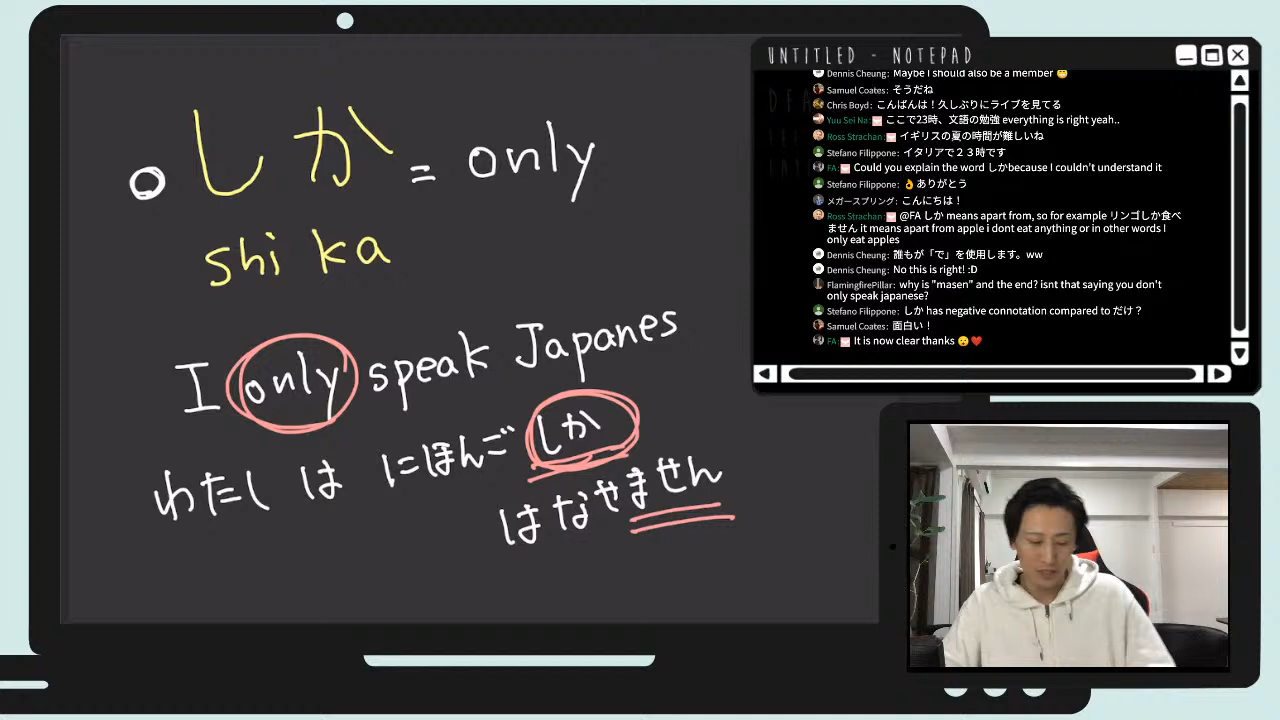 しか = only
shi ka
I only speak Japanes
わたし は にほんご しか
はなせません
UNTITLED - NOTEPAD
Dennis Cheung: Maybe I should also be a member 😁
Samuel Coates: そうだね
Chris Boyd: こんばんは！久しぶりにライブを見てる
Yuu Sei Na: ここで23時、文語の勉強 everything is right yeah..
Ross Strachan: イギリスの夏の時間が難しいね
Stefano Filippone: イタリアで２３時です
FA: Could you explain the word しかbecause I couldn't understand it
Stefano Filippone: 👌ありがとう
メガースプリング: こんにちは！
Ross Strachan: @FA しか means apart from, so for example リンゴしか食べ
ません it means apart from apple i dont eat anything or in other words I
only eat apples
Dennis Cheung: 誰もが「で」を使用します。ww
Dennis Cheung: No this is right! :D
FlamingfirePillar: why is "masen" and the end? isnt that saying you don't
only speak japanese?
Stefano Filippone: しか has negative connotation compared to だけ？
Samuel Coates: 面白い！
FA: It is now clear thanks 😮❤️